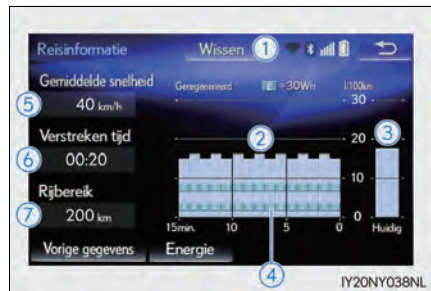 Reisinformatie Wissen 1
Gemiddelde snelheid Geregenereerd E =30Wh l/100km
5 40 km/h 30
Verstreken tijd 2 20 3
6 00:20
Rijbereik 10
7 200 km 0
15min. 10 5 0 Huidig
Vorige gegevens Energie
4
IY20NY038NL